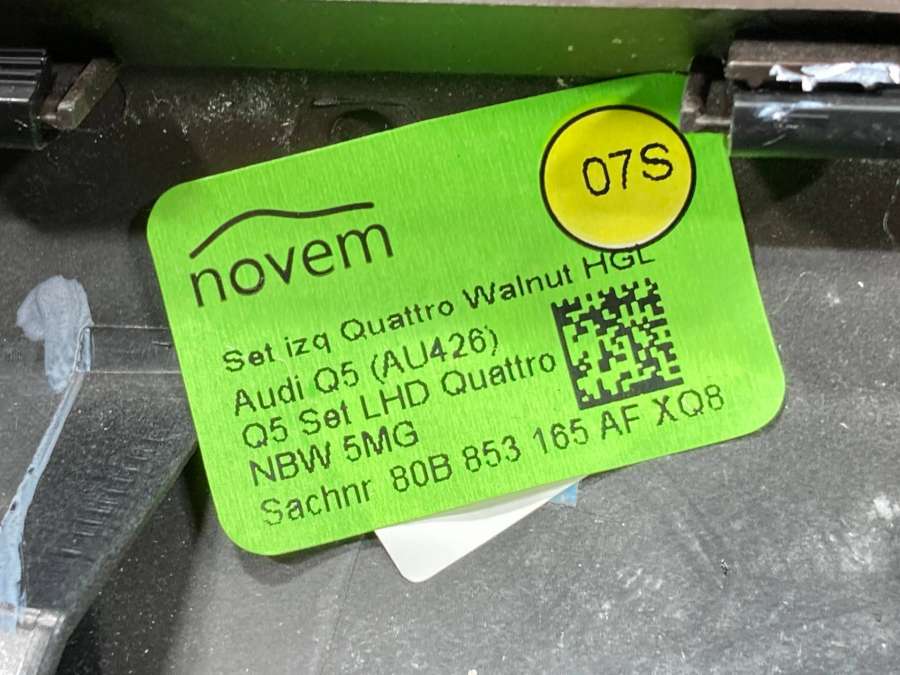 07S
novem
Set izq Quattro Walnut HGL
Audi Q5 (AU426)
Q5 Set LHD Quattro
NBW 5MG
Sachnr 80B 853 165 AF XQ8